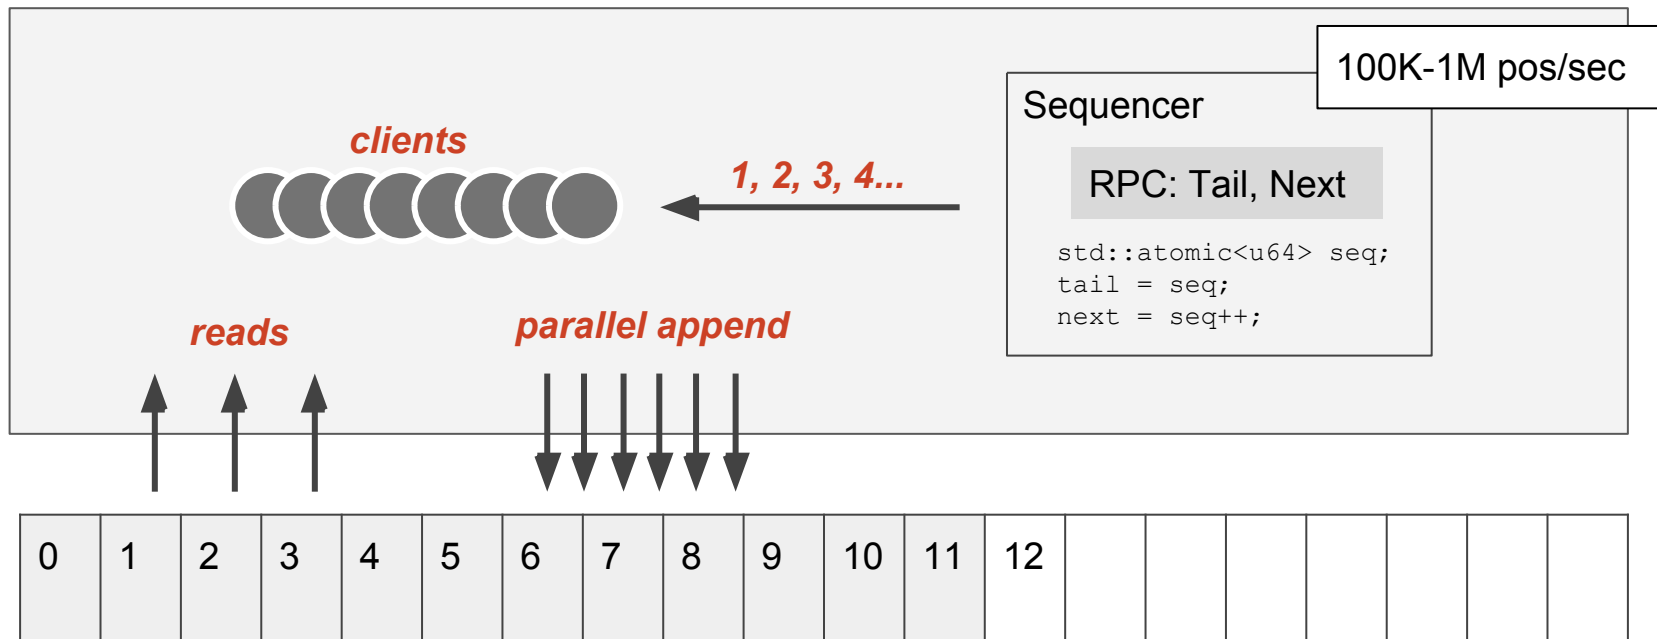 100K-1M pos/sec
Sequencer
clients
1, 2, 3, 4...
RPC: Tail, Next
std::atomic<u64> seq;
tail = seq;
next = seq++;
reads
parallel append
0 1 2 3 4 5 6 7 8 9 10 11 12